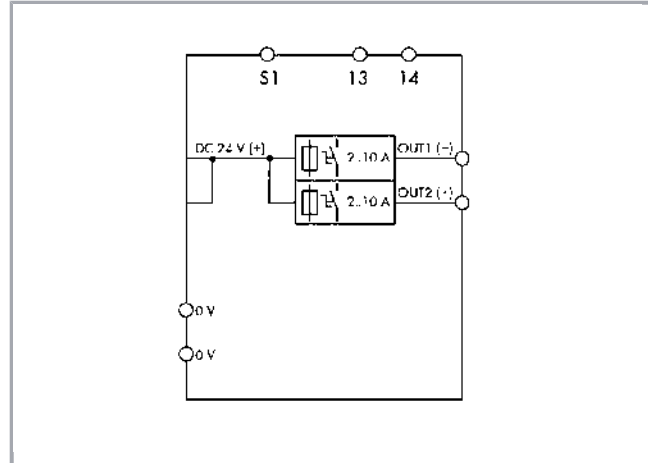 S1 13 14
DC 24 V (+)
2..10 A OUT1 (+)
2..10 A OUT2 (+)
0 V
0 V